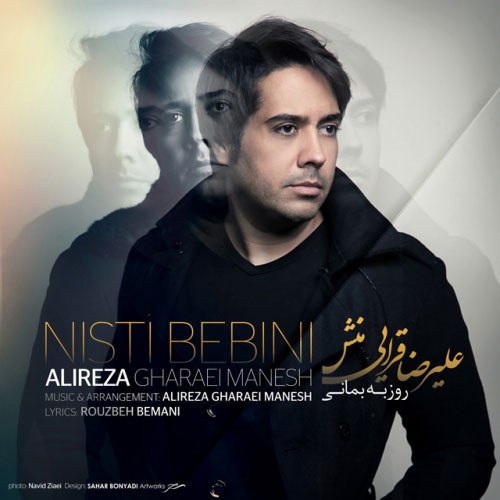 NISTI BEBINI
ALIREZA GHARAEI MANESH
MUSIC & ARRANGEMENT: ALIREZA GHARAEI MANESH
LYRICS: ROUZBEH BEMANI
علیرضا قرایی منش
روزبه بمانی
photo: Navid Ziaei Design: SAHAR BONYADI Artworks